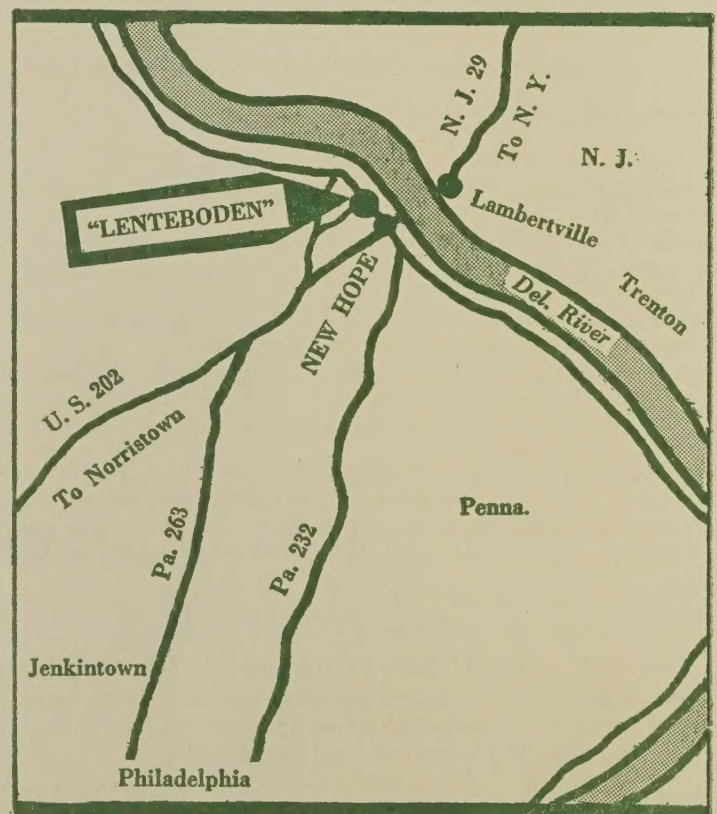 N. J. 29
To N. Y.
N. J.
"LENTEBODEN"
Lambertville
Trenton
Del. River
NEW HOPE
U. S. 202
To Norristown
Pa. 263
Pa. 232
Penna.
Jenkintown
Philadelphia